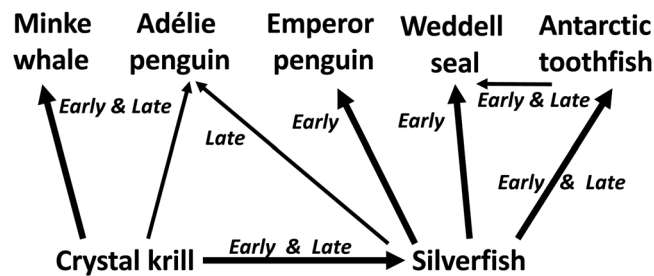 Minke whale
Adélie penguin
Emperor penguin
Weddell seal
Antarctic toothfish
Early & Late
Late
Early
Early
Early & Late
Early & Late
Early & Late
Crystal krill
Silverfish